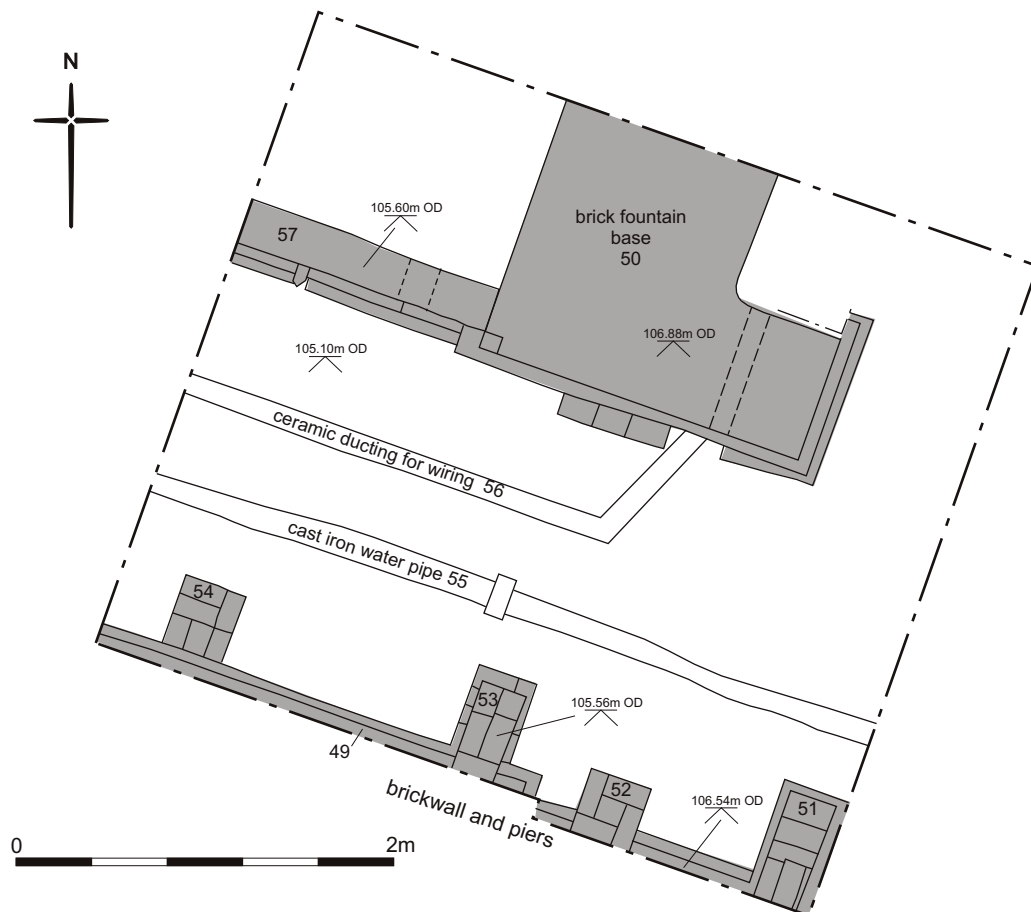 N
105.60m OD
57
brick fountain
base
50
106.88m OD
105.10m OD
ceramic ducting for wiring 56
cast iron water pipe 55
54
53
105.56m OD
49
52
106.54m OD
51
brickwall and piers
0
2m